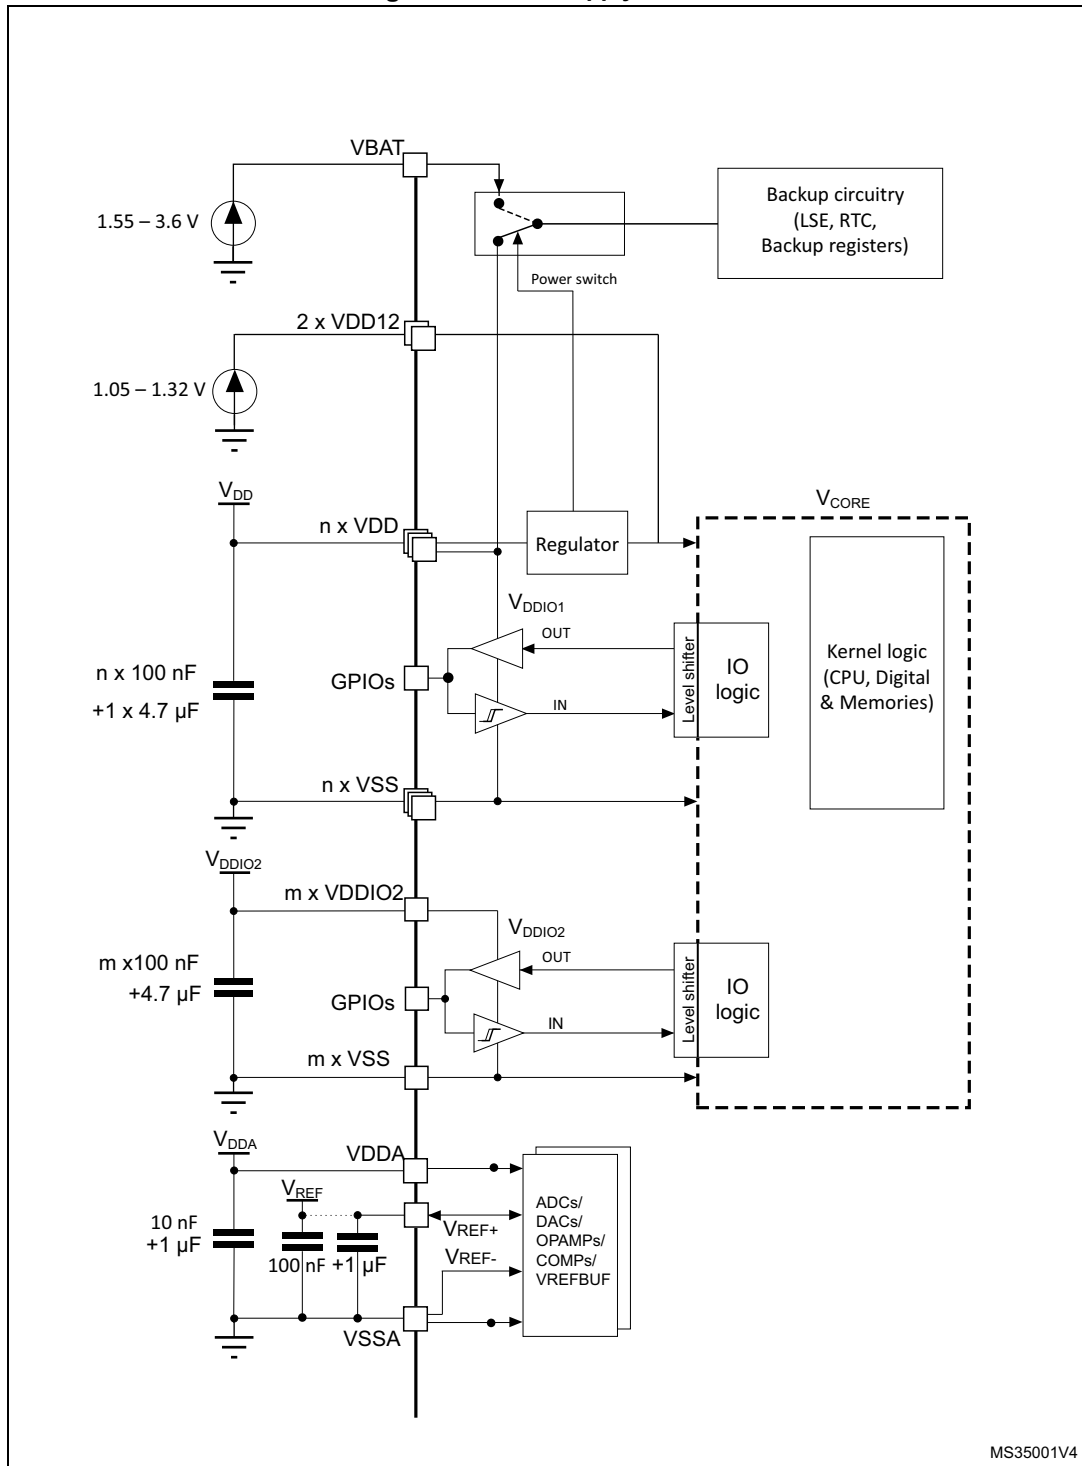 VBAT
1.55 – 3.6 V
Power switch
Backup circuitry
(LSE, RTC,
Backup registers)
2 x VDD12
1.05 – 1.32 V
VDD
n x VDD
Regulator
VCORE
VDDIO1
OUT
n x 100 nF
+1 x 4.7 µF
GPIOs
IN
Level shifter
IO
logic
Kernel logic
(CPU, Digital
& Memories)
n x VSS
VDDIO2
m x VDDIO2
VDDIO2
OUT
m x100 nF
+4.7 µF
GPIOs
IN
Level shifter
IO
logic
m x VSS
VDDA
VDDA
10 nF
+1 µF
VREF
100 nF
+1 µF
VREF+
VREF-
ADCs/
DACs/
OPAMPs/
COMPs/
VREFBUF
VSSA
MS35001V4